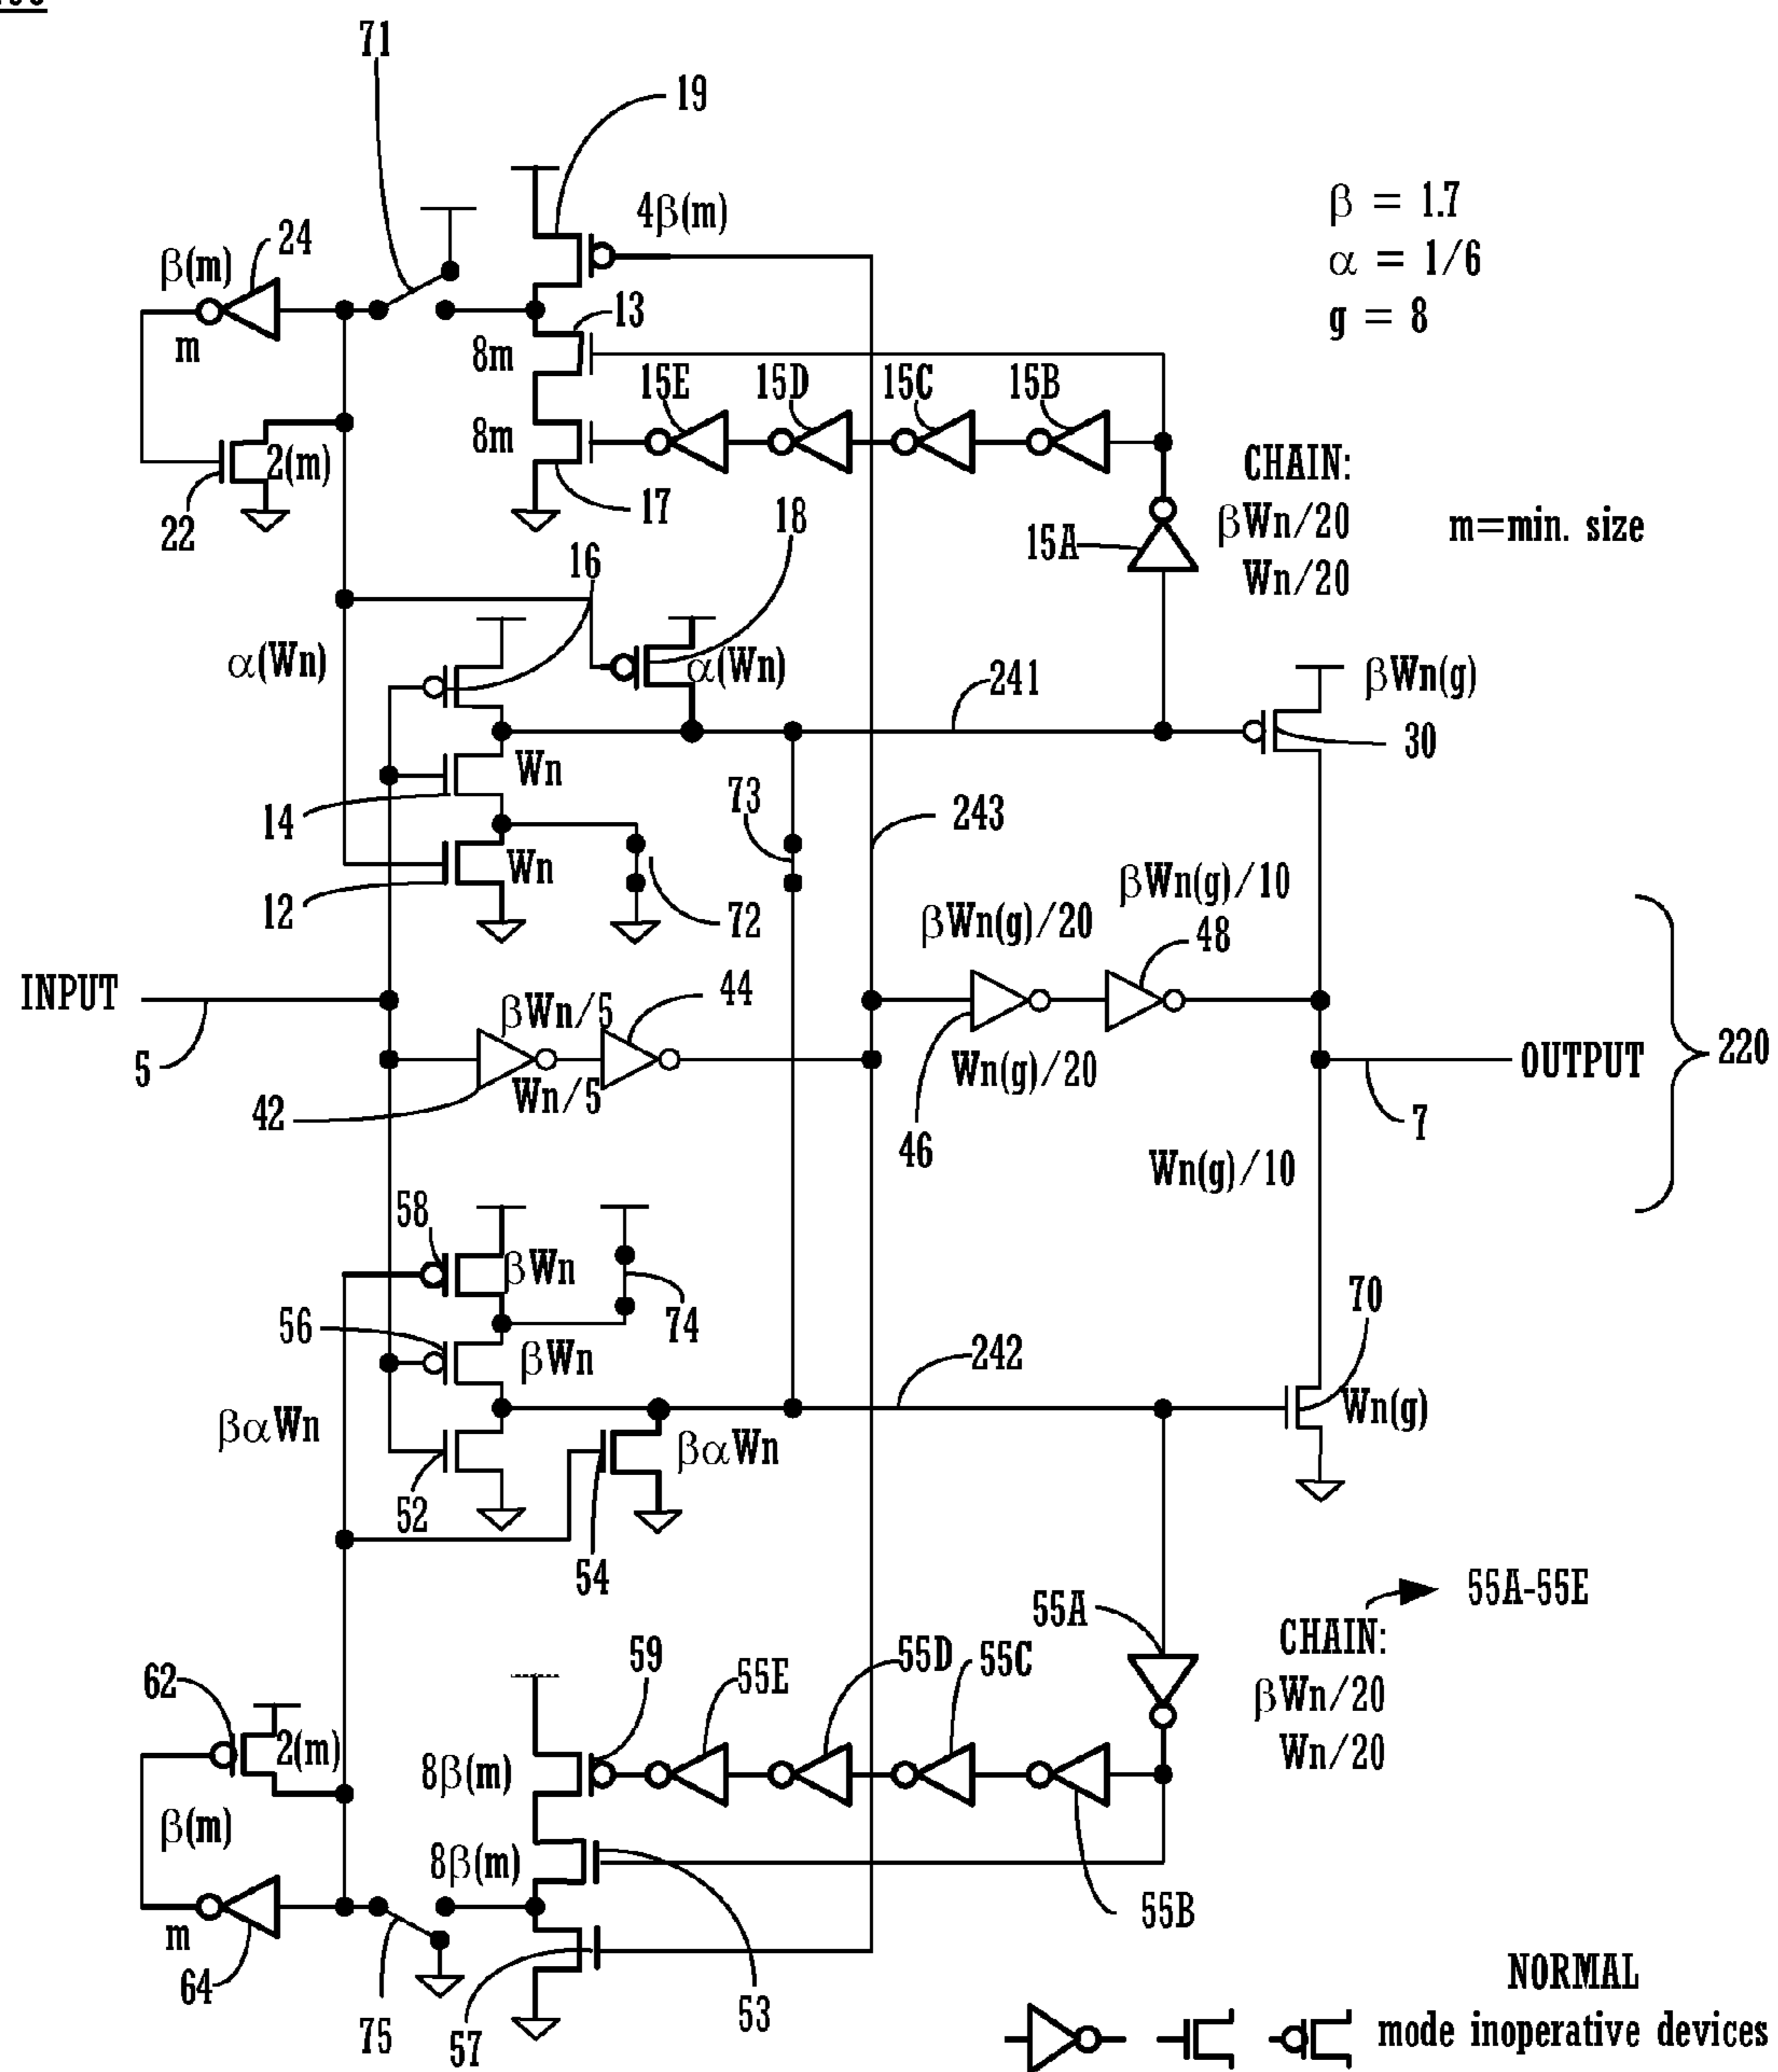 71
19
4β(m)
β = 1.7
α = 1/6
g = 8
24
β(m)
m
13
8m
15E
15D
15C
15B
8m
2(m)
22
17
18
CHAIN:
βWn/20
Wn/20
m=min. size
15A
16
α(Wn)
α(Wn)
241
βWn(g)
30
Wn
14
73
243
Wn
12
72
βWn(g)/10
βWn(g)/20
48
INPUT
5
βWn/5
44
Wn/5
42
Wn(g)/20
46
OUTPUT
220
7
Wn(g)/10
58
βWn
74
56
βWn
70
242
Wn(g)
βαWn
βαWn
52
54
55A
55A-55E
CHAIN:
βWn/20
Wn/20
62
2(m)
59
55E
55D
55C
8β(m)
β(m)
8β(m)
m
64
55B
75
57
53
NORMAL
mode inoperative devices